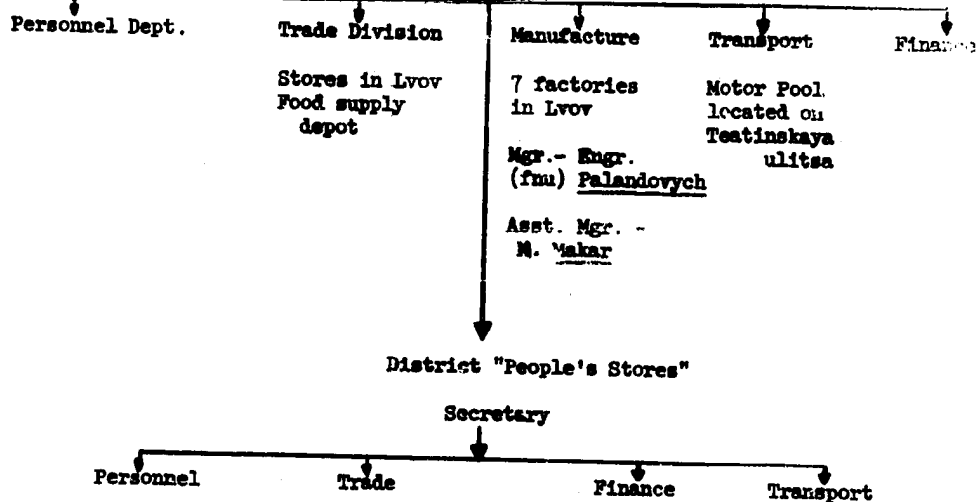 Personnel Dept.
Trade Division
Stores in Lvov
Food supply
depot
Manufacture
7 factories
in Lvov
Mgr.- Engr.
(fnu) Palandovych
Asst. Mgr. -
M. Makar
Transport
Motor Pool
located on
Teatinskaya
ulitsa
Finance
District "People's Stores"
Secretary
Personnel
Trade
Finance
Transport